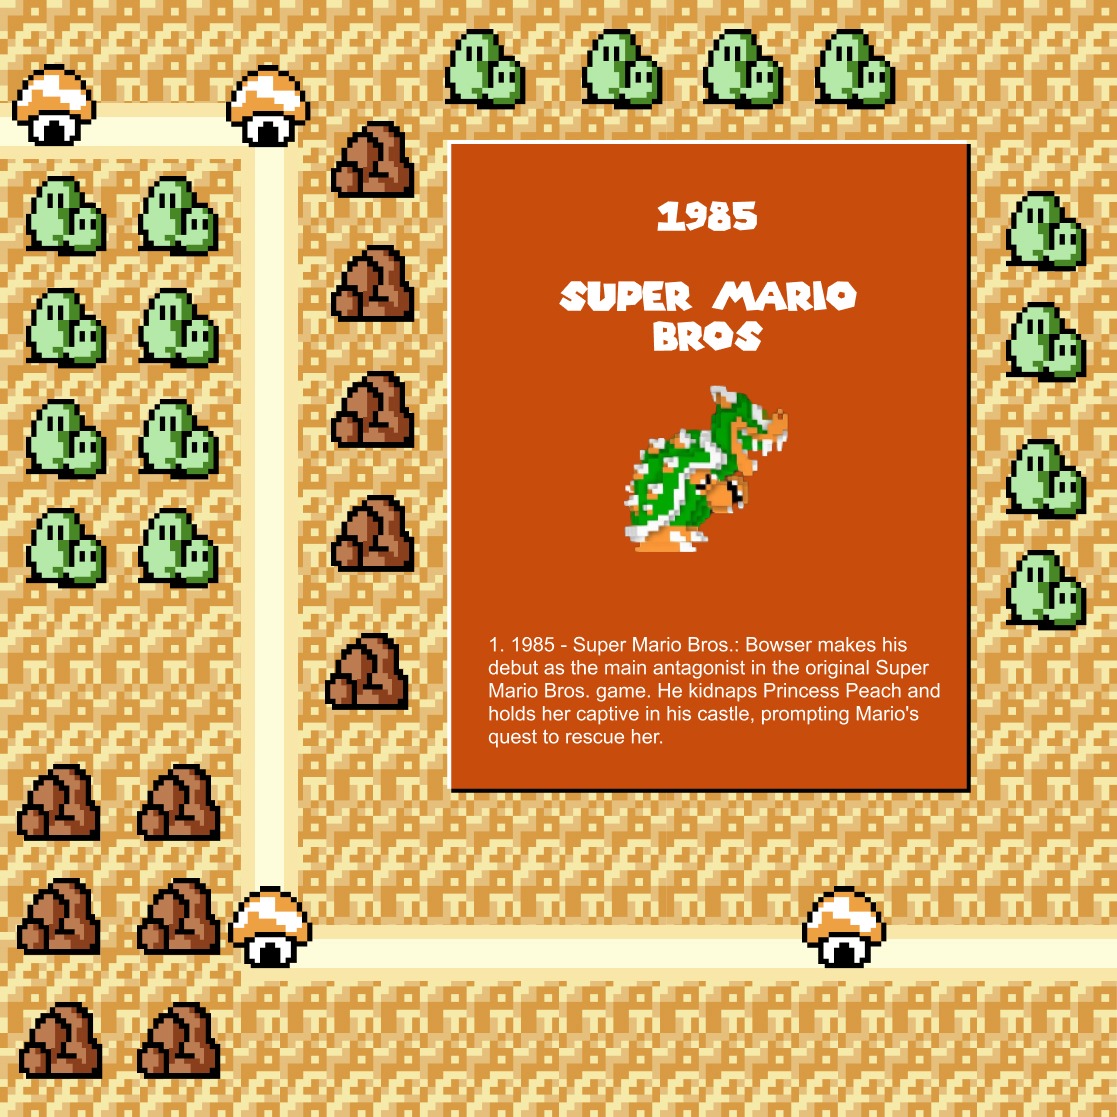 1985
SUPER MARIO
BROS
1. 1985 - Super Mario Bros.: Bowser makes his
debut as the main antagonist in the original Super
Mario Bros. game. He kidnaps Princess Peach and
holds her captive in his castle, prompting Mario's
quest to rescue her.